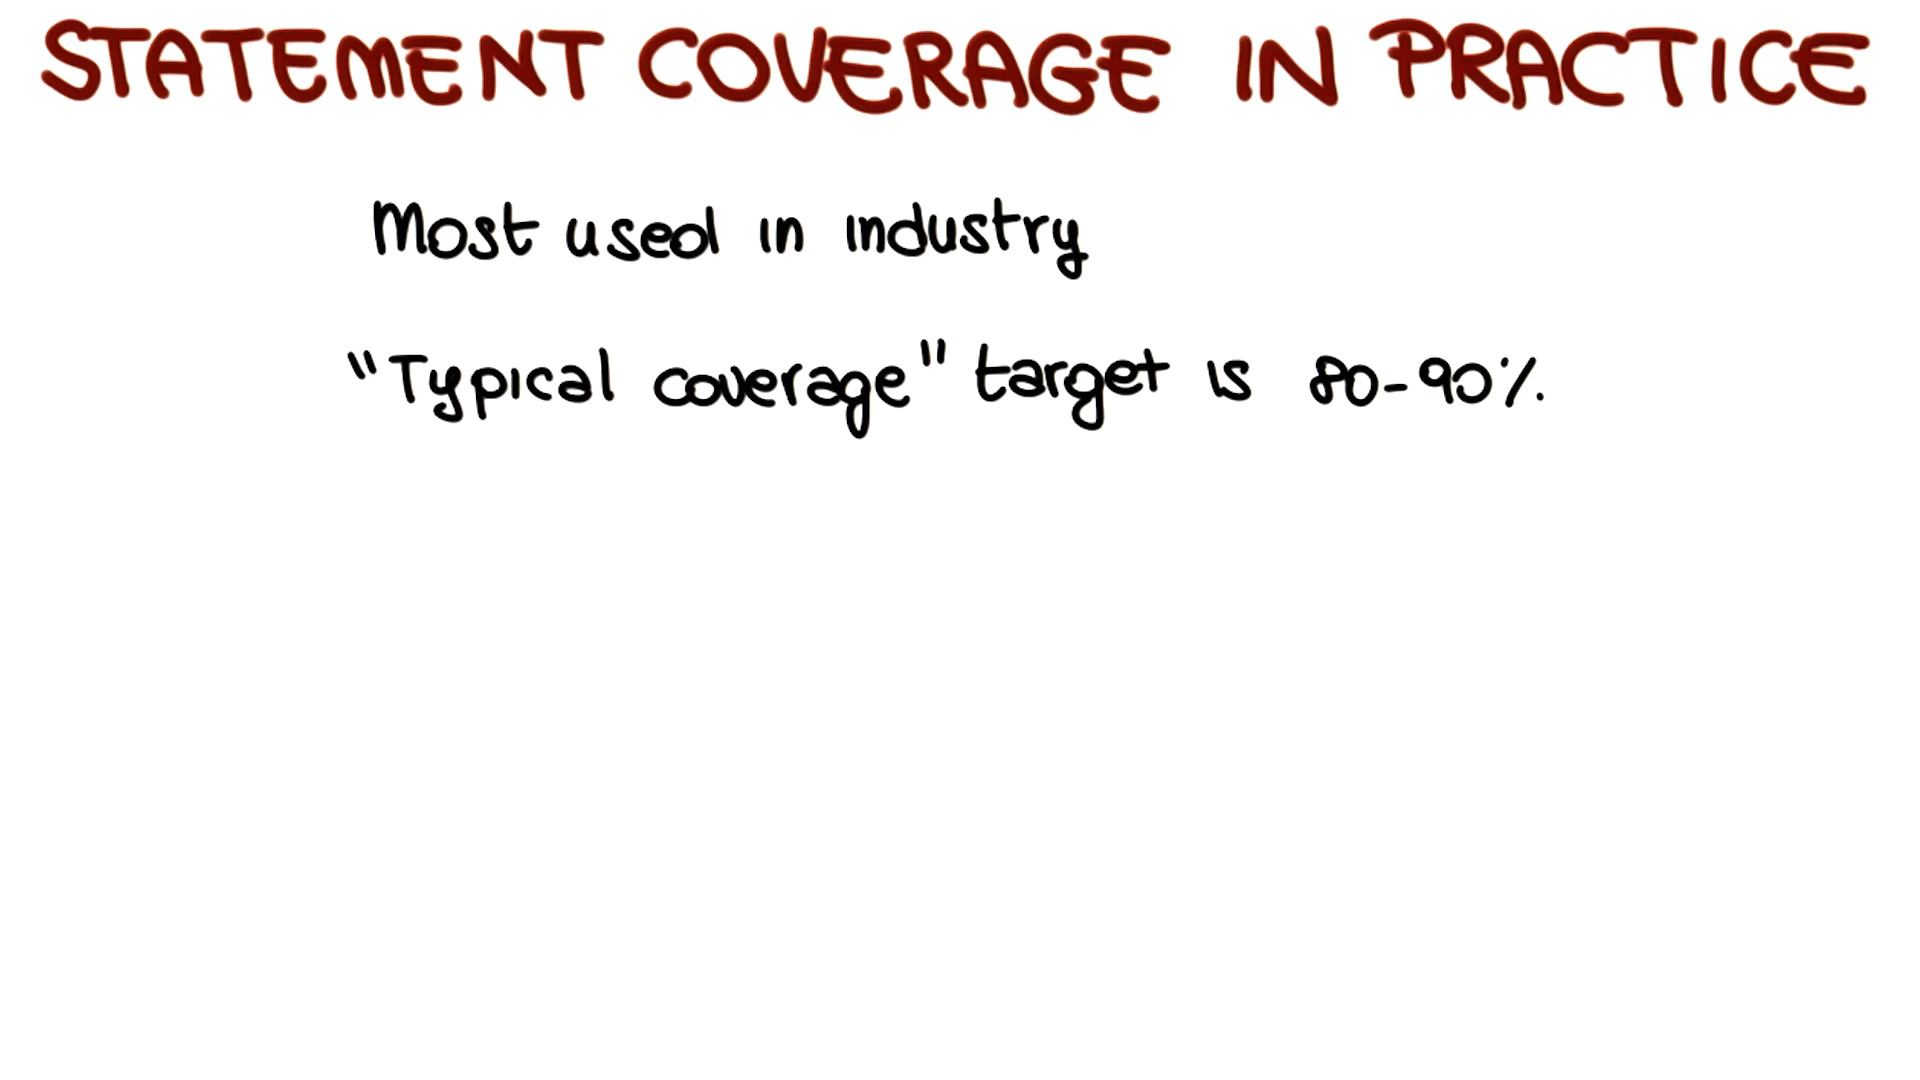 STATEMENT COVERAGE IN PRACTICE
Most used in industry
"Typical coverage" target is 80-90%.